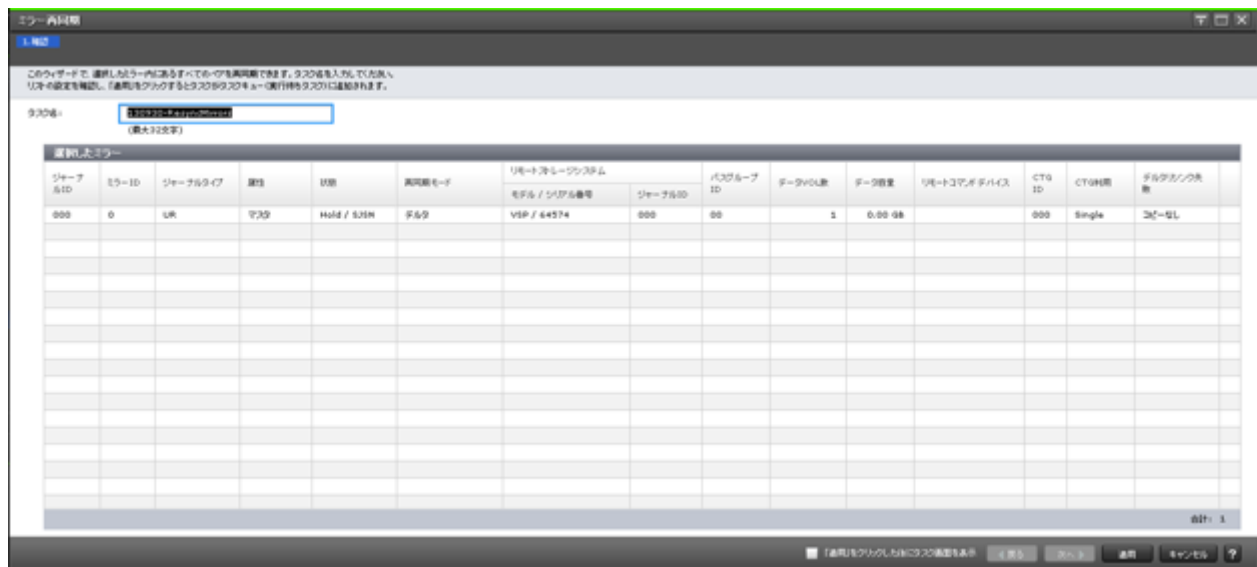 ミラー再同期
1.確認
このウィザードで、選択したミラー内にあるすべてのペアを再同期できます。タスク名を入力してください。
リストの設定を確認し、「適用」をクリックするとタスクがタスクキュー(実行待ちタスク)に追加されます。
タスク名:
(最大32文字)
選択したミラー
ジャーナルID ミラーID ジャーナルタイプ 属性 状態 再同期モード リモートストレージシステム パスグループID データVOL数 データ容量 リモートコマンドデバイス CTG ID CTG利用 デルタリシンク失敗
モデル / シリアル番号 ジャーナルID
000 0 UR マスタ Hold / SJSN デルタ VSP / 64574 000 00 1 0.00 GB 000 Single コピーなし
合計: 1
「適用」をクリックした後にタスク画面を表示 戻る 次へ 適用 キャンセル ?